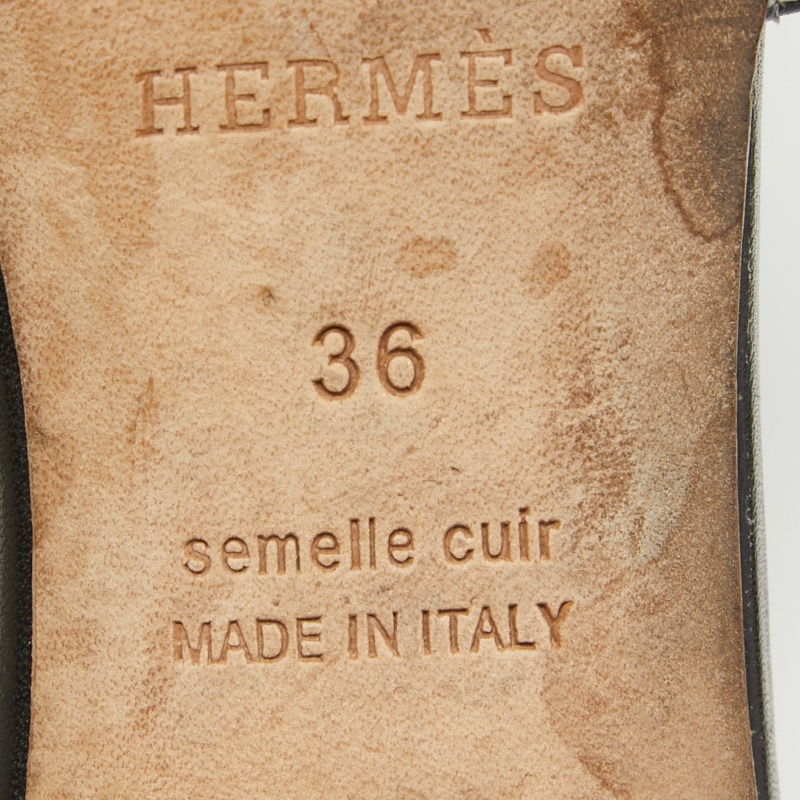 HERMÈS
36
semelle cuir
MADE IN ITALY